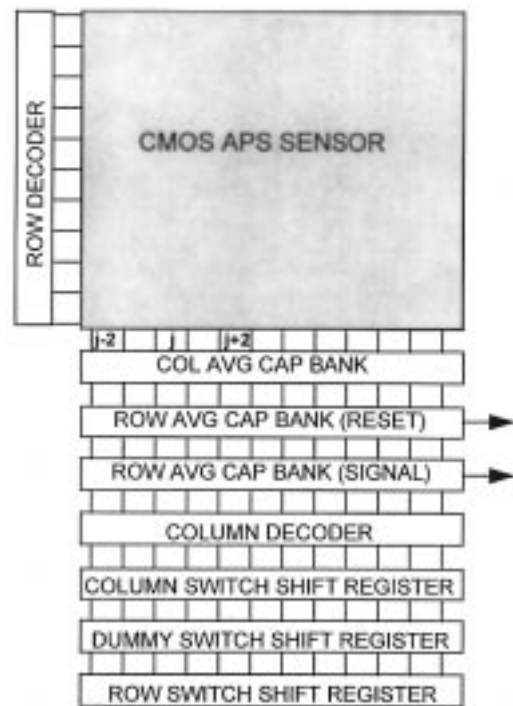 ROW DECODER
CMOS APS SENSOR
j-2 j j+2
COL AVG CAP BANK
ROW AVG CAP BANK (RESET)
ROW AVG CAP BANK (SIGNAL)
COLUMN DECODER
COLUMN SWITCH SHIFT REGISTER
DUMMY SWITCH SHIFT REGISTER
ROW SWITCH SHIFT REGISTER